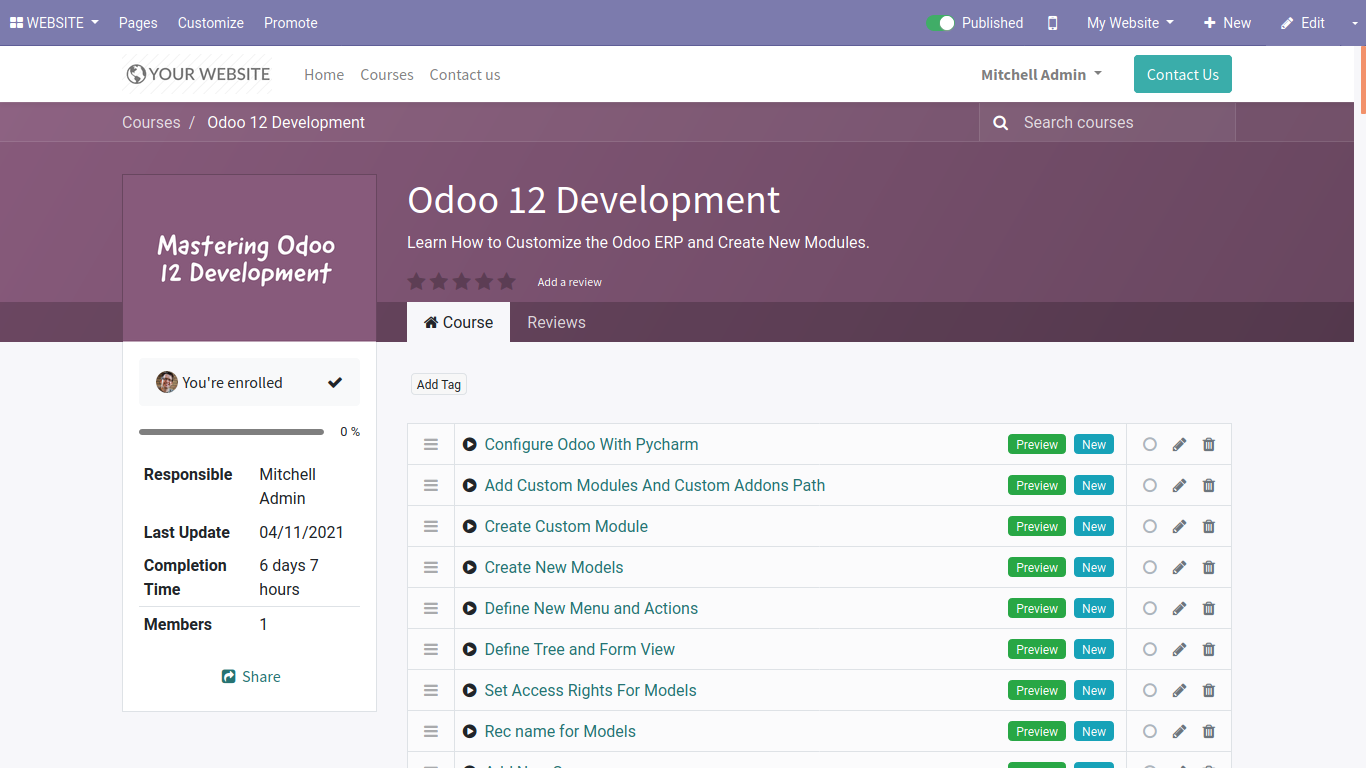 WEBSITE Pages Customize Promote Published My Website New Edit
YOUR WEBSITE Home Courses Contact us Mitchell Admin Contact Us
Courses / Odoo 12 Development Search courses
Mastering Odoo
12 Development
Odoo 12 Development
Learn How to Customize the Odoo ERP and Create New Modules.
Add a review
Course Reviews
You're enrolled
0 %
Responsible Mitchell
Admin
Last Update 04/11/2021
Completion 6 days 7
Time hours
Members 1
Share
Add Tag
Configure Odoo With Pycharm Preview New
Add Custom Modules And Custom Addons Path Preview New
Create Custom Module Preview New
Create New Models Preview New
Define New Menu and Actions Preview New
Define Tree and Form View Preview New
Set Access Rights For Models Preview New
Rec name for Models Preview New